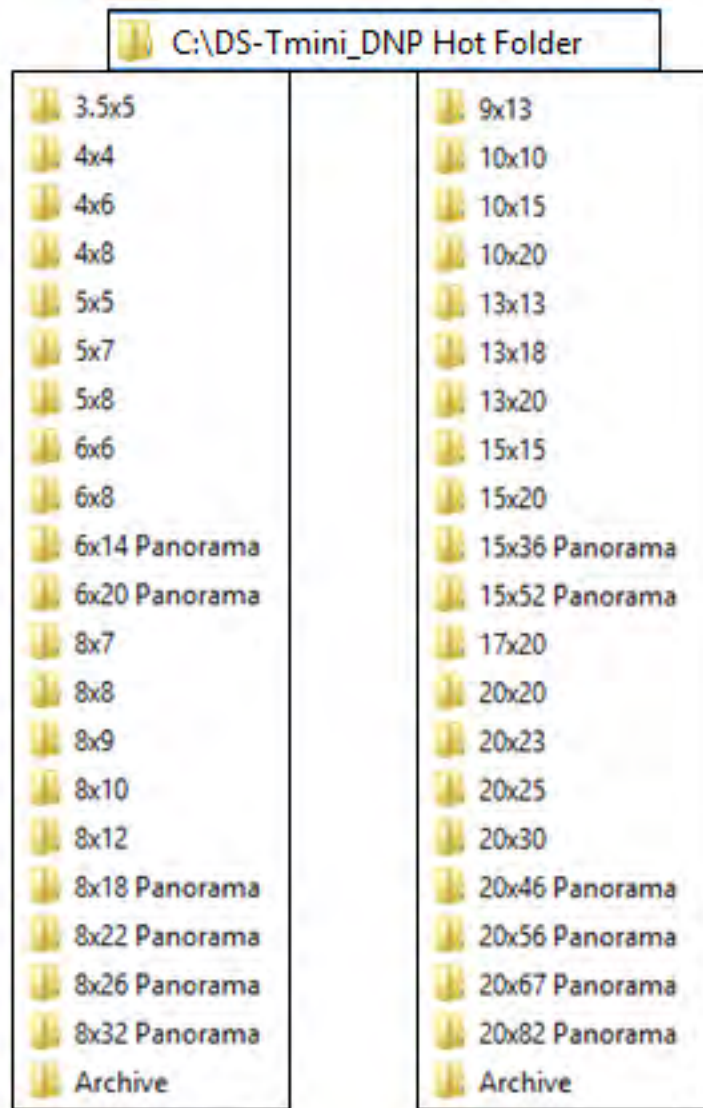 C:\DS-Tmini_DNP Hot Folder
3.5x5
4x4
4x6
4x8
5x5
5x7
5x8
6x6
6x8
6x14 Panorama
6x20 Panorama
8x7
8x8
8x9
8x10
8x12
8x18 Panorama
8x22 Panorama
8x26 Panorama
8x32 Panorama
Archive
9x13
10x10
10x15
10x20
13x13
13x18
13x20
15x15
15x20
15x36 Panorama
15x52 Panorama
17x20
20x20
20x23
20x25
20x30
20x46 Panorama
20x56 Panorama
20x67 Panorama
20x82 Panorama
Archive